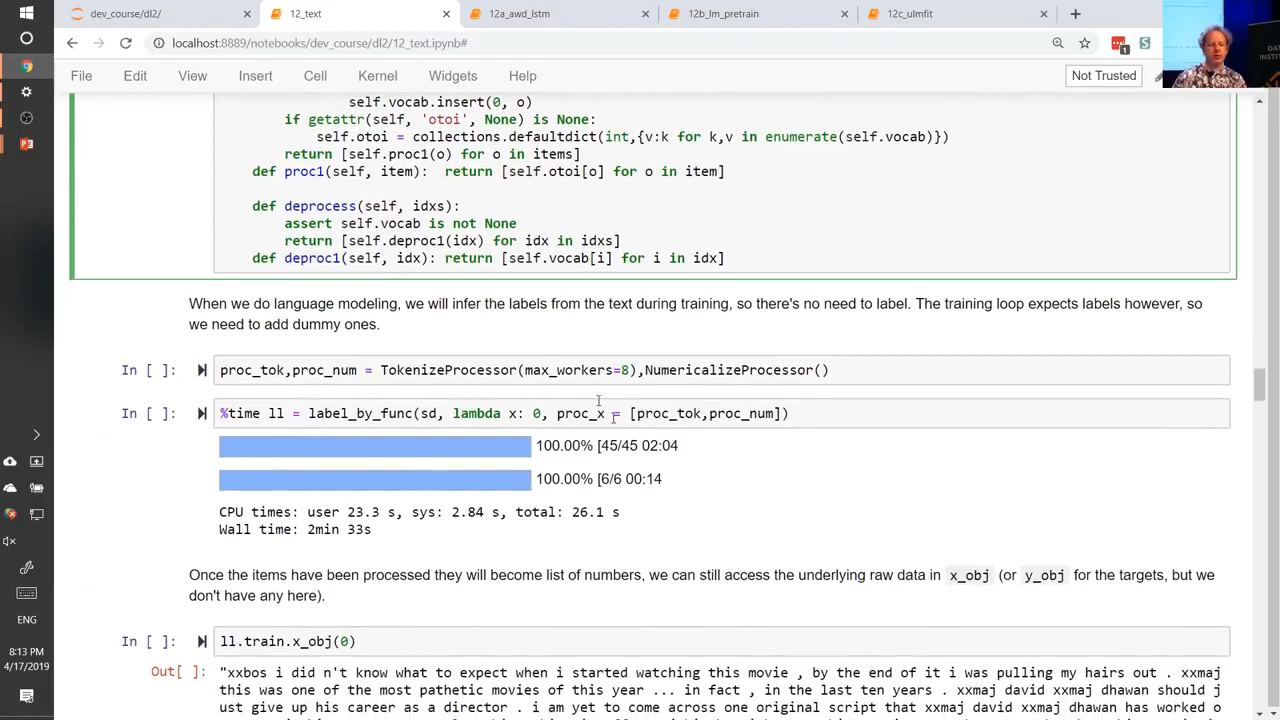 dev_course/dl2/
12_text
12a_awd_lstm
12b_lm_pretrain
12c_ulmfit
localhost:8889/notebooks/dev_course/dl2/12_text.ipynb#
File Edit View Insert Cell Kernel Widgets Help
Not Trusted
self.vocab.insert(0, o)
if getattr(self, 'otoi', None) is None:
self.otoi = collections.defaultdict(int,{v:k for k,v in enumerate(self.vocab)})
return [self.proc1(o) for o in items]
def proc1(self, item):  return [self.otoi[o] for o in item]
def deprocess(self, idxs):
assert self.vocab is not None
return [self.deproc1(idx) for idx in idxs]
def deproc1(self, idx): return [self.vocab[i] for i in idx]
When we do language modeling, we will infer the labels from the text during training, so there's no need to label. The training loop expects labels however, so
we need to add dummy ones.
In [ ]: proc_tok,proc_num = TokenizeProcessor(max_workers=8),NumericalizeProcessor()
In [ ]: %time ll = label_by_func(sd, lambda x: 0, proc_x = [proc_tok,proc_num])
100.00% [45/45 02:04
100.00% [6/6 00:14
CPU times: user 23.3 s, sys: 2.84 s, total: 26.1 s
Wall time: 2min 33s
Once the items have been processed they will become list of numbers, we can still access the underlying raw data in x_obj (or y_obj for the targets, but we
don't have any here).
In [ ]: ll.train.x_obj(0)
Out[ ]: "xxbos i did n't know what to expect when i started watching this movie , by the end of it i was pulling my hairs out . xxmaj
this was one of the most pathetic movies of this year ... in fact , in the last ten years . xxmaj david xxmaj dhawan should j
ust give up his career as a director . i am yet to come across one original script that xxmaj david xxmaj dhawan has worked o
ENG
8:13 PM
4/17/2019